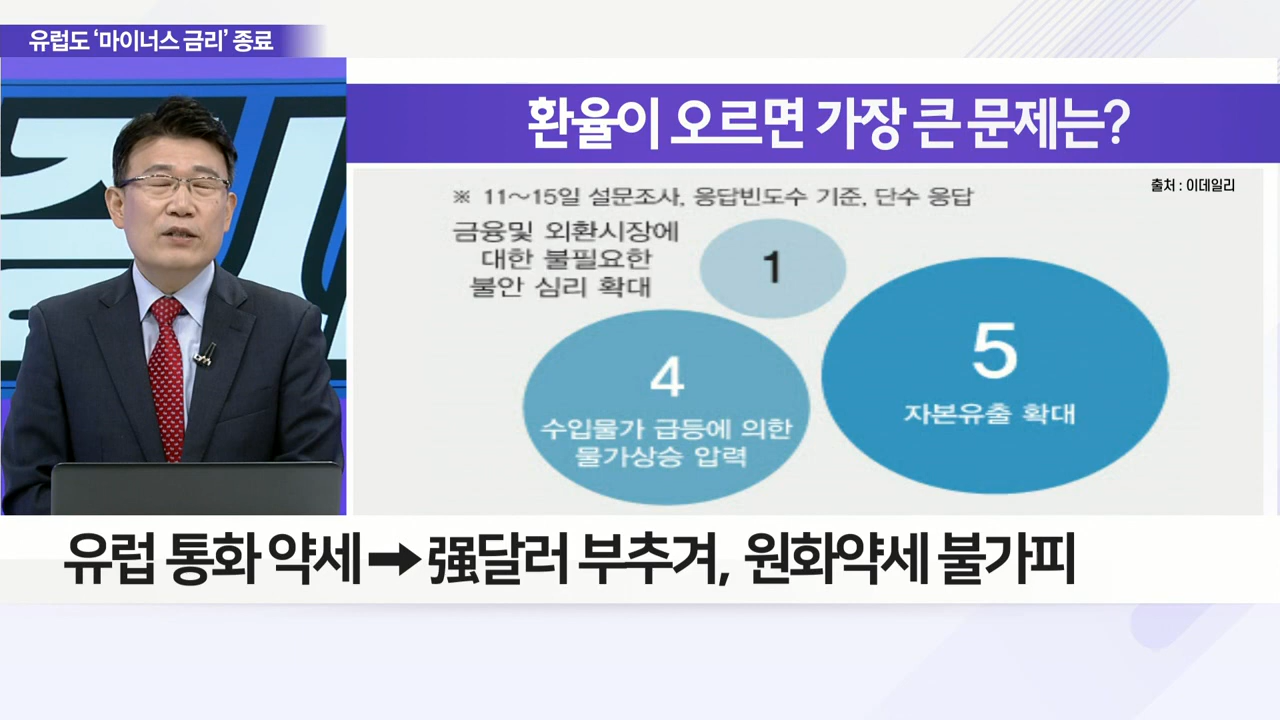 유럽도 ‘마이너스 금리’ 종료
환율이 오르면 가장 큰 문제는?
출처 : 이데일리
※ 11~15일 설문조사, 응답빈도수 기준, 단수 응답
금융및 외환시장에
대한 불필요한
불안 심리 확대
1
5
자본유출 확대
4
수입물가 급등에 의한
물가상승 압력
유럽 통화 약세➡强달러 부추겨, 원화약세 불가피